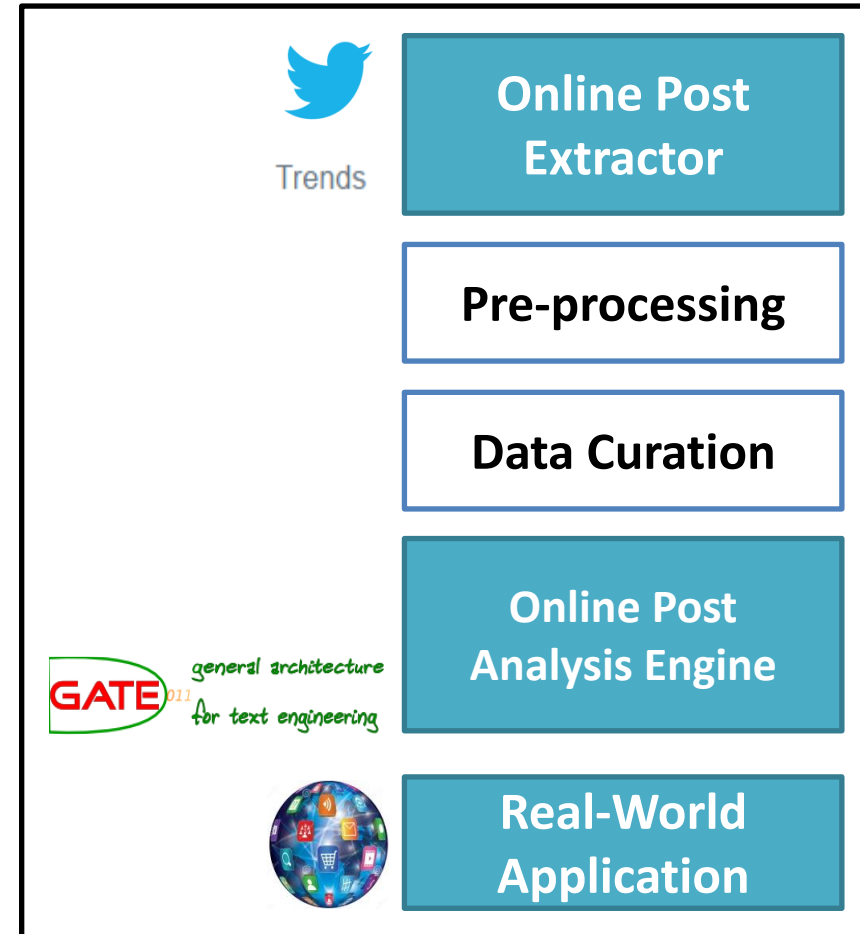 Online Post
Extractor
Trends
Pre-processing
Data Curation
Online Post
Analysis Engine
GATE
011
general architecture
for text engineering
Real-World
Application